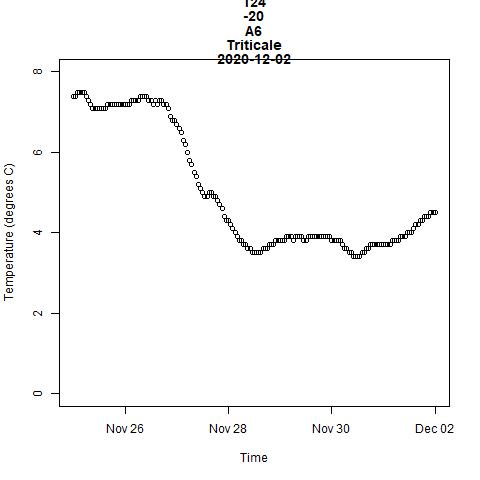 124
-20
A6
Triticale
2020-12-02
8
6
4
2
0
Temperature (degrees C)
Nov 26
Nov 28
Nov 30
Dec 02
Time